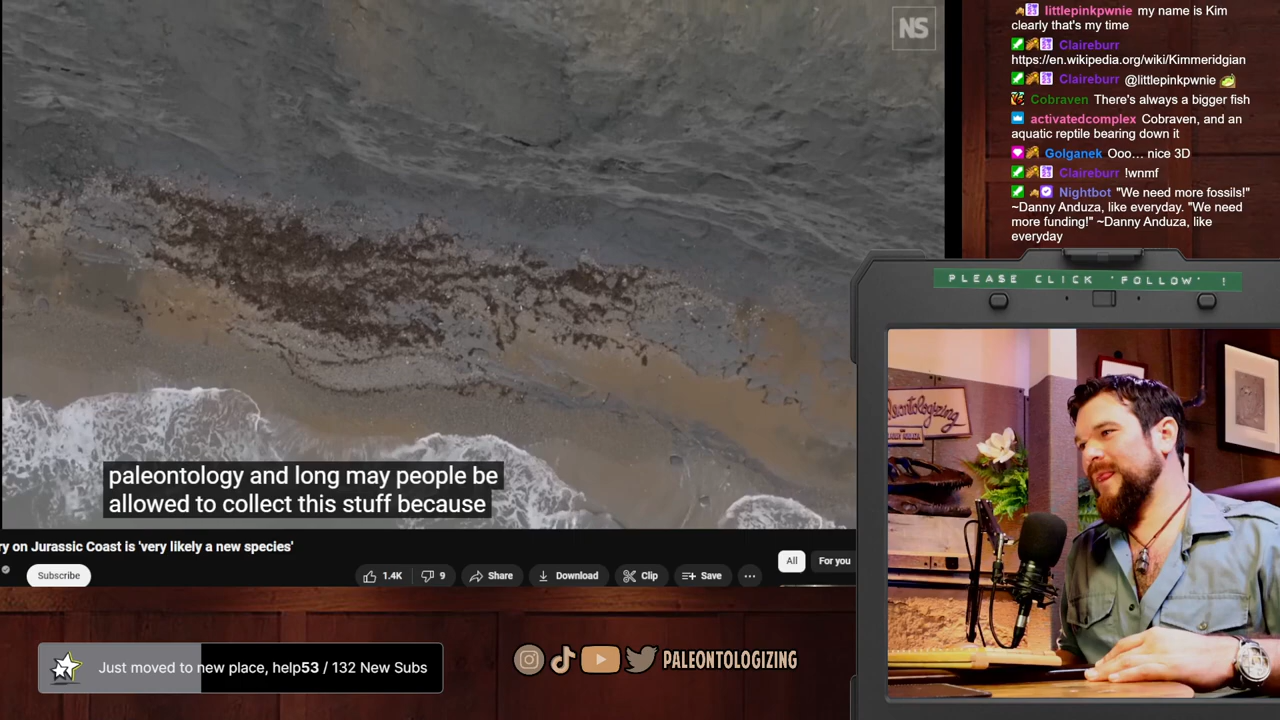 NS
littlepinkpwnie my name is Kim
clearly that's my time
Claireburr
https://en.wikipedia.org/wiki/Kimmeridgian
Claireburr @littlepinkpwnie
Cobraven There's always a bigger fish
activatedcomplex Cobraven, and an
aquatic reptile bearing down it
Golganek Ooo… nice 3D
Claireburr !wnmf
Nightbot "We need more fossils!"
~Danny Anduza, like everyday. "We need
more funding!" ~Danny Anduza, like
everyday
PLEASE CLICK 'FOLLOW' !
paleontology and long may people be
allowed to collect this stuff because
ry on Jurassic Coast is 'very likely a new species'
Subscribe
1.4K
9
Share
Download
Clip
Save
All
For you
Just moved to new place, help53 / 132 New Subs
PALEONTOLOGIZING